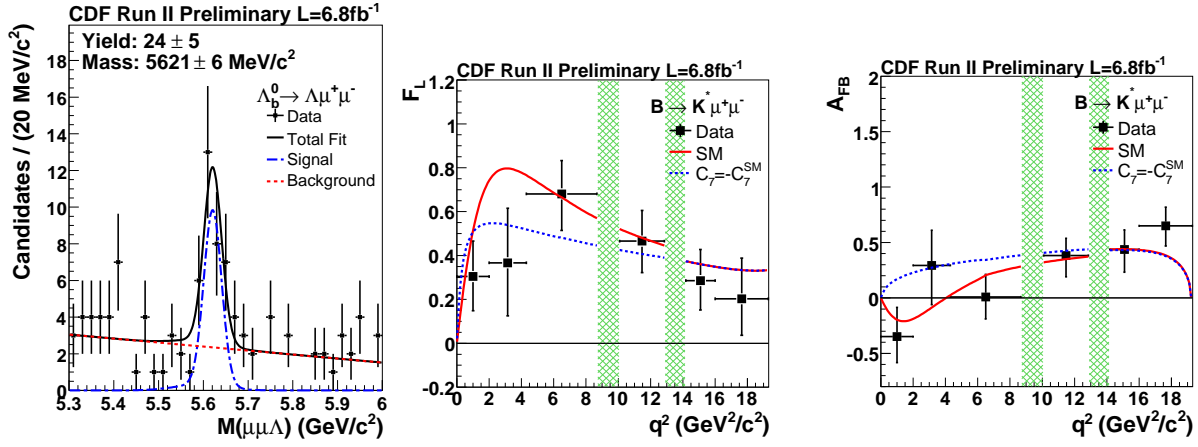 CDF Run II Preliminary L=6.8fb⁻¹
Yield: 24 ± 5
Mass: 5621 ± 6 MeV/c²
Λ⁰_b → Λμ⁺μ⁻
Data
Total Fit
Signal
Background
Candidates / (20 MeV/c²)
18
16
14
12
10
8
6
4
2
0
5.3 5.4 5.5 5.6 5.7 5.8 5.9 6
M(μμΛ) (GeV/c²)
CDF Run II Preliminary L=6.8fb⁻¹
F_L
B → K* μ⁺μ⁻
Data
SM
C₇=-C₇^SM
1.2
1
0.8
0.6
0.4
0.2
0
-0.2
0 2 4 6 8 10 12 14 16 18
q² (GeV²/c²)
CDF Run II Preliminary L=6.8fb⁻¹
A_FB
B → K* μ⁺μ⁻
Data
SM
C₇=-C₇^SM
2
1.5
1
0.5
0
-0.5
0 2 4 6 8 10 12 14 16 18
q² (GeV²/c²)